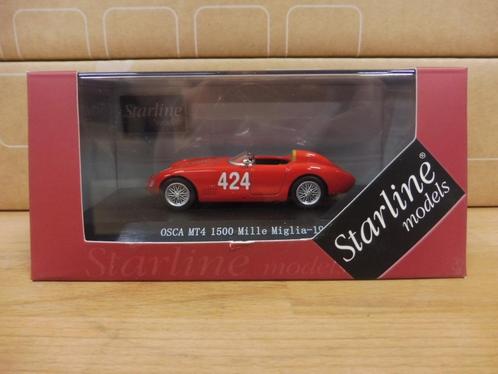 Starline
424
OSCA MT4 1500 Mille Miglia-19
Starline models
Starline®
models